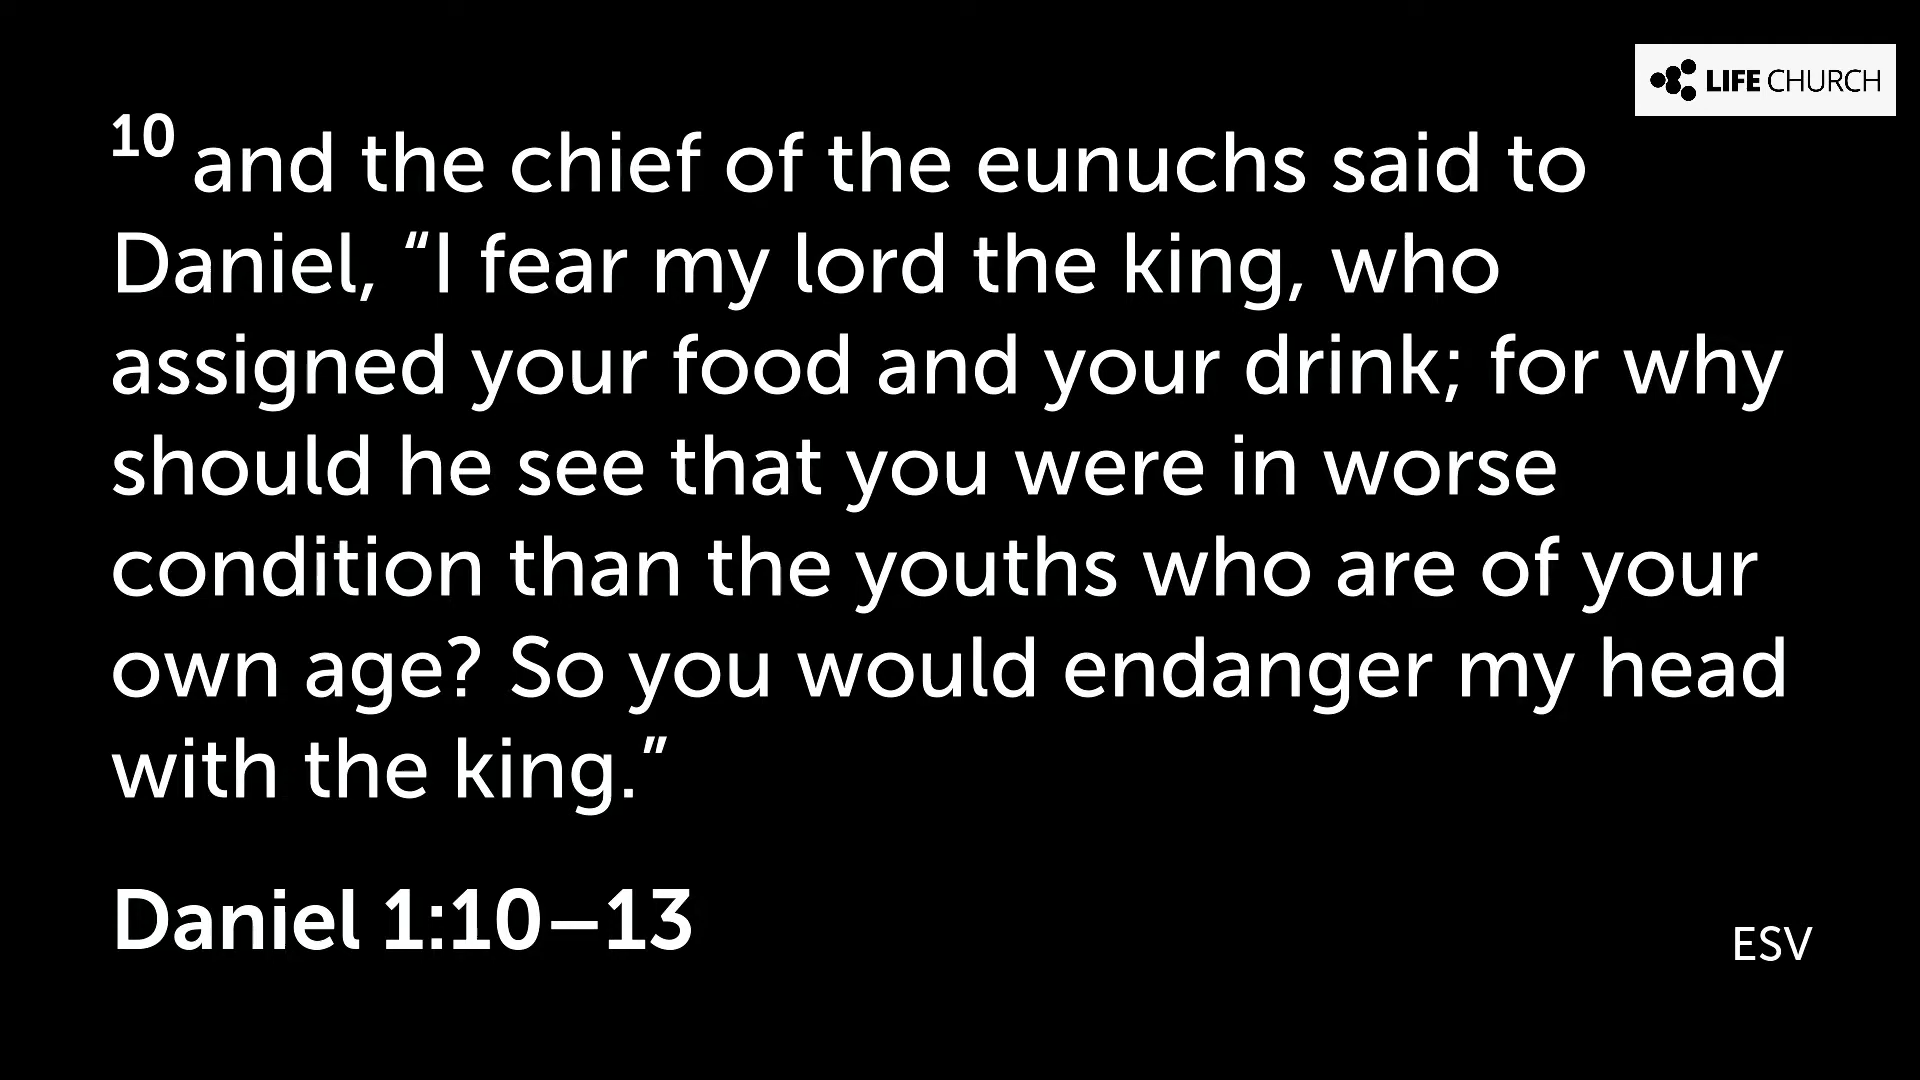 LIFE CHURCH
10 and the chief of the eunuchs said to
Daniel, “I fear my lord the king, who
assigned your food and your drink; for why
should he see that you were in worse
condition than the youths who are of your
own age? So you would endanger my head
with the king.”
Daniel 1:10–13
ESV